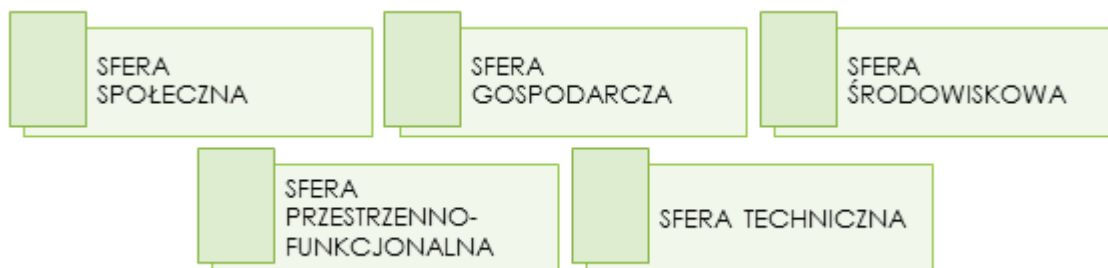 SFERA
SPOŁECZNA
SFERA
GOSPODARCZA
SFERA
ŚRODOWISKOWA
SFERA
PRZESTRZENNO-
FUNKCJONALNA
SFERA TECHNICZNA